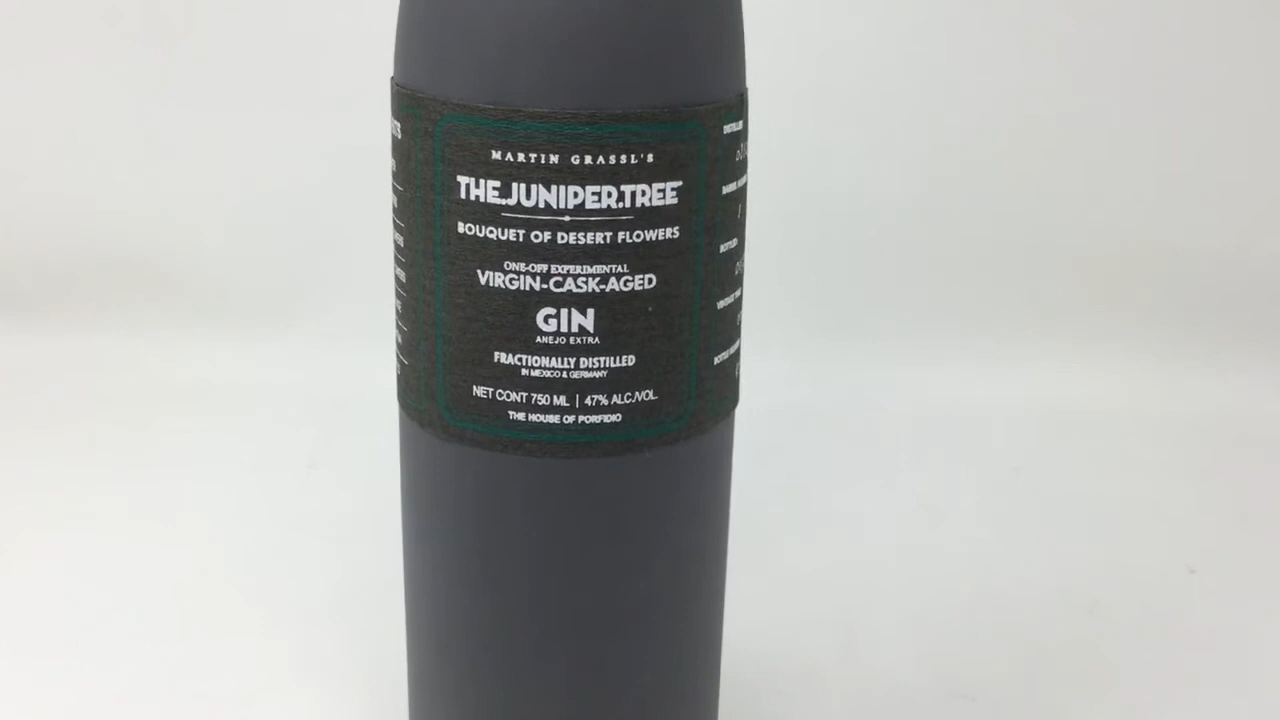 MARTIN GRASSL'S
THE.JUNIPER.TREE
BOUQUET OF DESERT FLOWERS
ONE-OFF EXPERIMENTAL
VIRGIN-CASK-AGED
GIN
ANEJO EXTRA
FRACTIONALLY DISTILLED
IN MEXICO & GERMANY
NET CONT 750 ML | 47% ALC./VOL.
THE HOUSE OF PORFIDIO